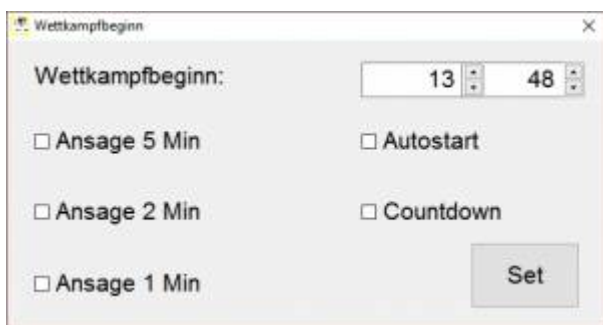 Wettkampfbeginn
Wettkampfbeginn: 13 48
Ansage 5 Min Autostart
Ansage 2 Min Countdown
Ansage 1 Min Set